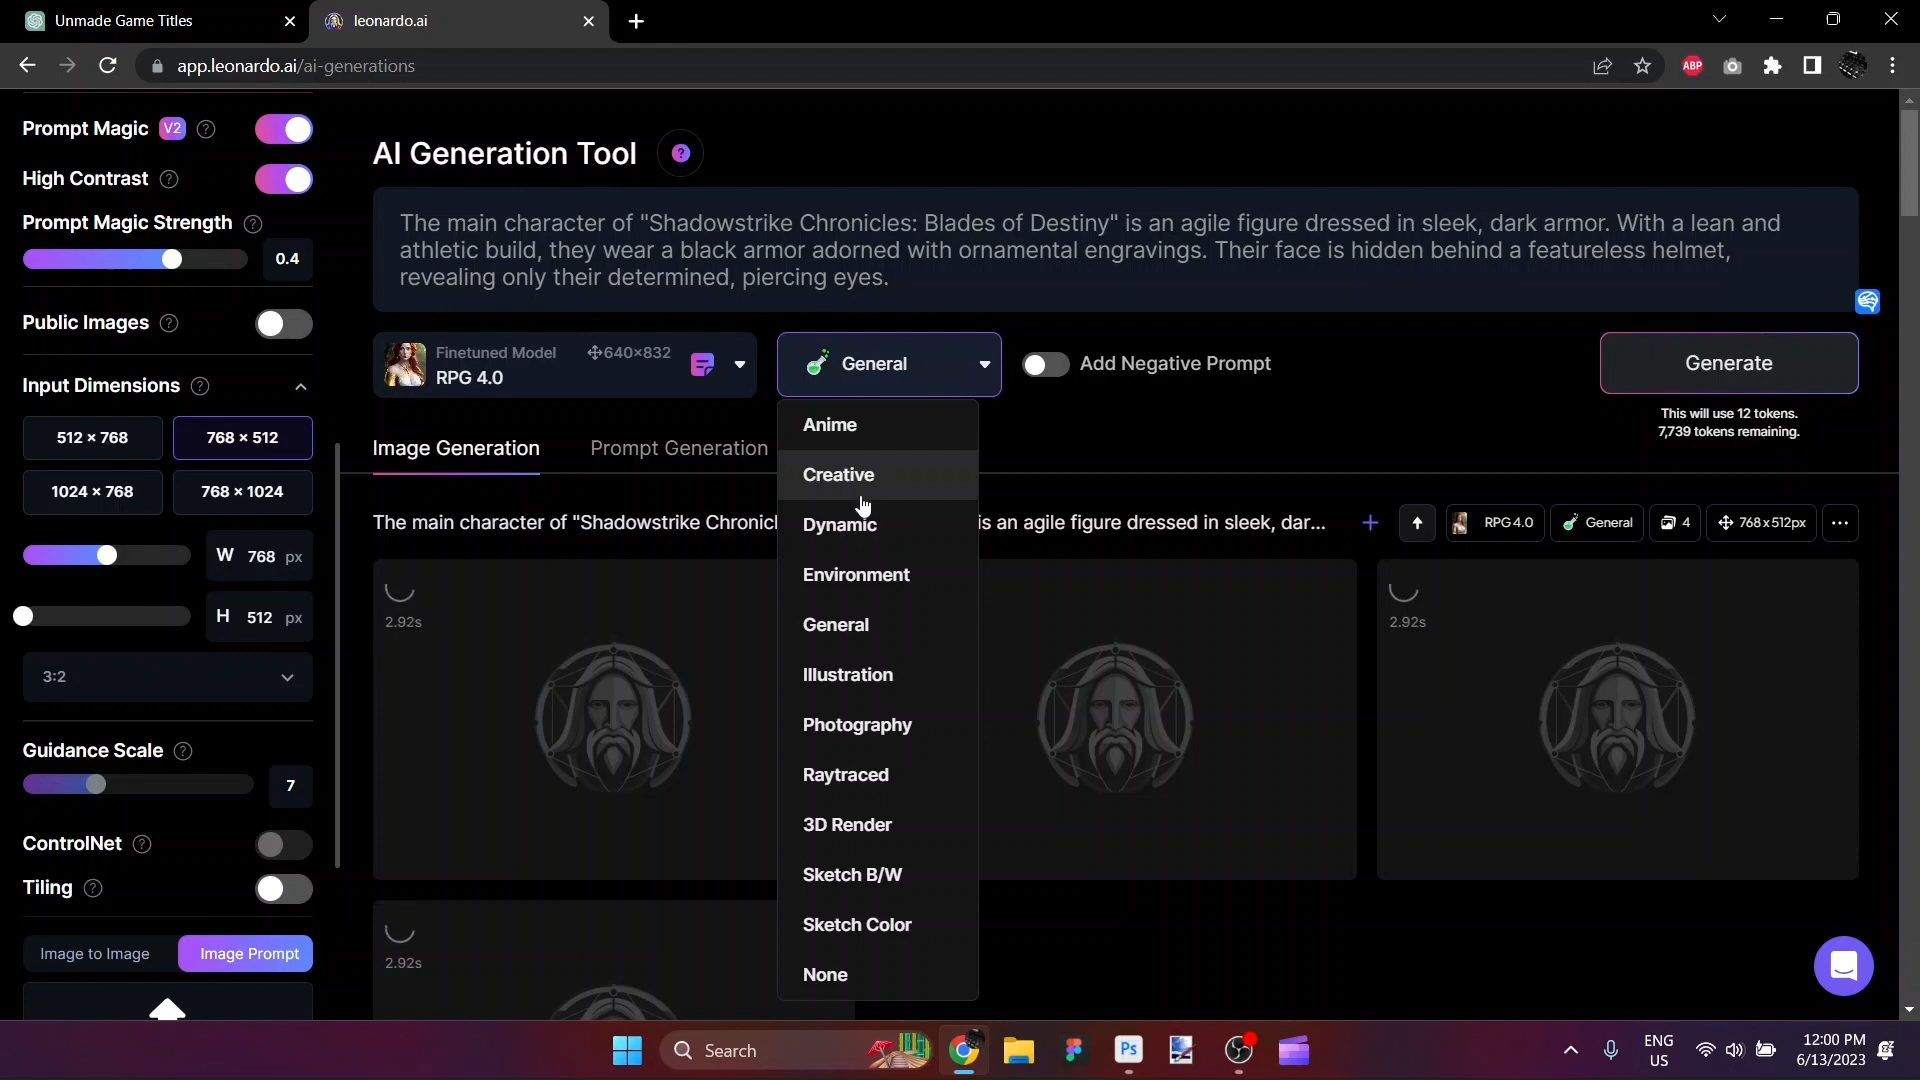 Unmade Game Titles
leonardo.ai
app.leonardo.ai/ai-generations
ABP
Prompt Magic V2 ?
High Contrast ?
Prompt Magic Strength ?
0.4
Public Images ?
Input Dimensions ?
512 × 768
768 × 512
1024 × 768
768 × 1024
W 768 px
H 512 px
3:2
Guidance Scale ?
7
ControlNet ?
Tiling ?
Image to Image
Image Prompt
AI Generation Tool ?
The main character of "Shadowstrike Chronicles: Blades of Destiny" is an agile figure dressed in sleek, dark armor. With a lean and
athletic build, they wear a black armor adorned with ornamental engravings. Their face is hidden behind a featureless helmet,
revealing only their determined, piercing eyes.
Finetuned Model 640×832
RPG 4.0
General
Add Negative Prompt
Generate
This will use 12 tokens.
7,739 tokens remaining.
Image Generation
Prompt Generation
Anime
Creative
Dynamic
Environment
General
Illustration
Photography
Raytraced
3D Render
Sketch B/W
Sketch Color
None
The main character of "Shadowstrike Chronicl is an agile figure dressed in sleek, dar...
RPG 4.0
General
4
768x512px
2.92s
2.92s
2.92s
Search
Ps
ENG
US
12:00 PM
6/13/2023